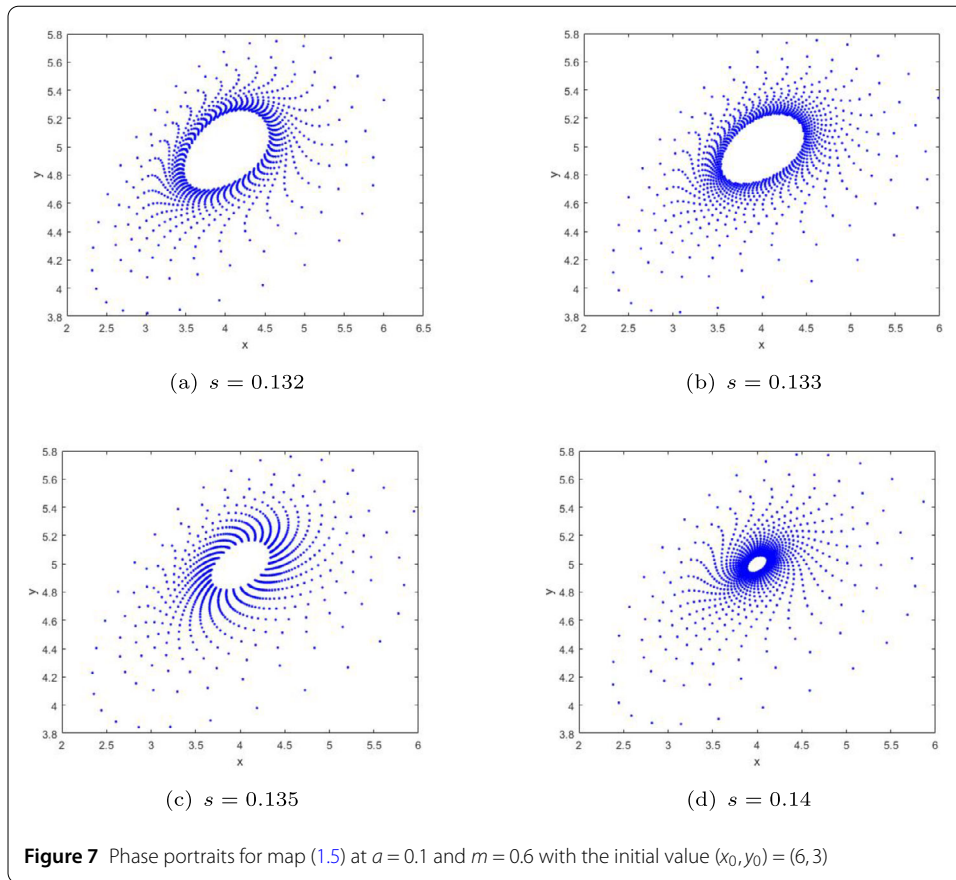 5.8
5.6
5.4
5.2
5
4.8
4.6
4.4
4.2
4
3.8
y
2 2.5 3 3.5 4 4.5 5 5.5 6 6.5
x
(a) s = 0.132
5.8
5.6
5.4
5.2
5
4.8
4.6
4.4
4.2
4
3.8
y
2 2.5 3 3.5 4 4.5 5 5.5 6
x
(b) s = 0.133
5.8
5.6
5.4
5.2
5
4.8
4.6
4.4
4.2
4
3.8
y
2 2.5 3 3.5 4 4.5 5 5.5 6
x
(c) s = 0.135
5.8
5.6
5.4
5.2
5
4.8
4.6
4.4
4.2
4
3.8
y
2 2.5 3 3.5 4 4.5 5 5.5 6
x
(d) s = 0.14
Figure 7 Phase portraits for map (1.5) at a = 0.1 and m = 0.6 with the initial value (x₀, y₀) = (6, 3)